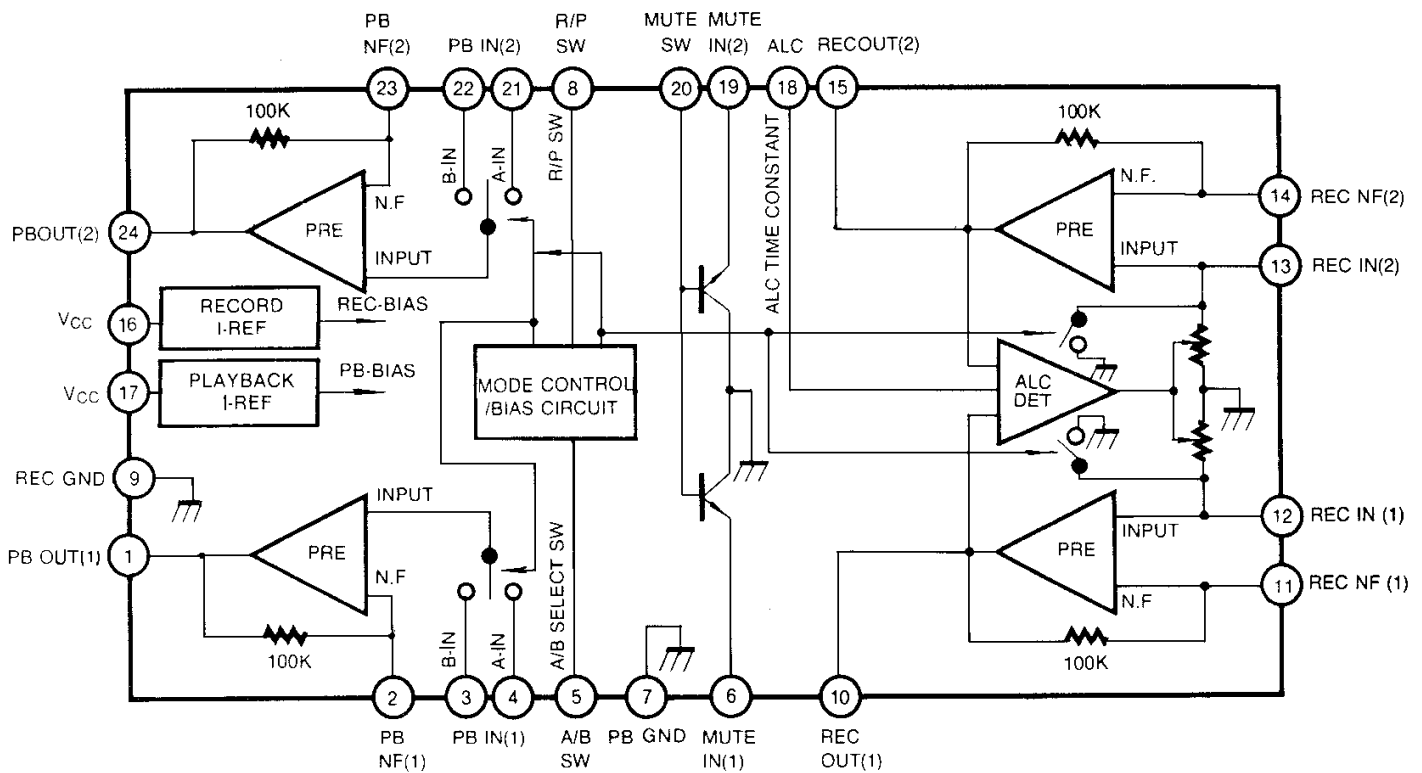 PB
NF(2)
PB IN(2)
R/P
SW
MUTE
SW
MUTE
IN(2)
ALC
RECOUT(2)
23
22
21
8
20
19
18
15
100K
B-IN
A-IN
R/P SW
ALC TIME CONSTANT
100K
N.F
PRE
INPUT
N.F.
PRE
INPUT
14
REC NF(2)
13
REC IN(2)
PBOUT(2)
24
VCC
16
RECORD
I-REF
REC-BIAS
VCC
17
PLAYBACK
I-REF
PB-BIAS
MODE CONTROL
/BIAS CIRCUIT
ALC
DET
REC GND
9
PB OUT(1)
1
INPUT
PRE
N.F
100K
B-IN
A-IN
A/B SELECT SW
INPUT
PRE
N.F
100K
12
REC IN (1)
11
REC NF (1)
2
3
4
5
7
6
10
PB
NF(1)
PB IN(1)
A/B
SW
PB GND
MUTE
IN(1)
REC
OUT(1)